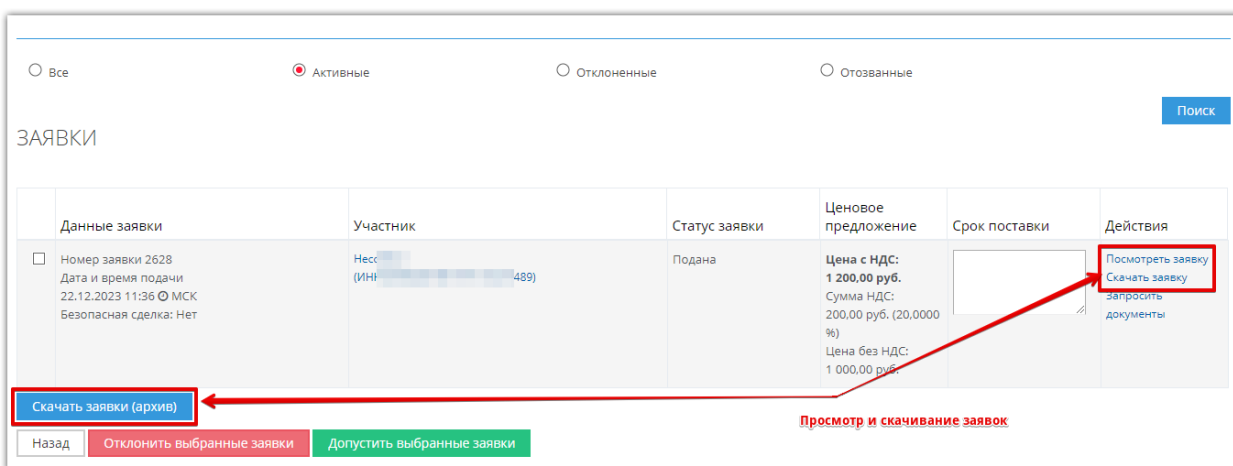 Все Активные Отклоненные Отозванные
Поиск
ЗАЯВКИ
Данные заявки
Участник
Статус заявки
Ценовое
предложение
Срок поставки
Действия
Номер заявки 2628
Дата и время подачи
22.12.2023 11:36 МСК
Безопасная сделка: Нет
489)
Подана
Цена с НДС:
1 200,00 руб.
Сумма НДС:
200,00 руб. (20,0000
%)
Цена без НДС:
1 000,00 руб.
Посмотреть заявку
Скачать заявку
Запросить
документы
Скачать заявки (архив)
Просмотр и скачивание заявок
Назад Отклонить выбранные заявки Допустить выбранные заявки